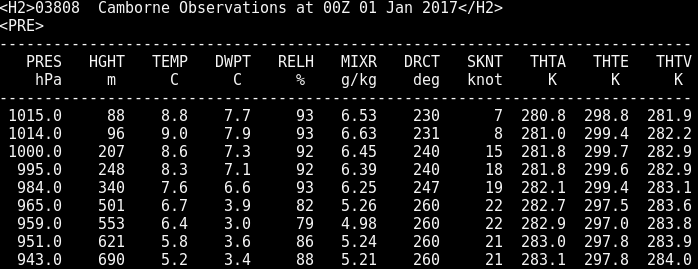 <H2>03808  Camborne Observations at 00Z 01 Jan 2017</H2>
<PRE>
-----------------------------------------------------------------------------
   PRES   HGHT   TEMP   DWPT   RELH   MIXR   DRCT   SKNT   THTA   THTE   THTV
    hPa     m      C      C      %    g/kg    deg   knot     K      K      K 
-----------------------------------------------------------------------------
 1015.0     88    8.8    7.7     93   6.53    230      7  280.8  298.8  281.9
 1014.0     96    9.0    7.9     93   6.63    231      8  281.0  299.4  282.2
 1000.0    207    8.6    7.3     92   6.45    240     15  281.8  299.7  282.9
  995.0    248    8.3    7.1     92   6.39    240     18  281.8  299.6  282.9
  984.0    340    7.6    6.6     93   6.25    247     19  282.1  299.4  283.1
  965.0    501    6.7    3.9     82   5.26    260     22  282.7  297.5  283.6
  959.0    553    6.4    3.0     79   4.98    260     22  282.9  297.0  283.8
  951.0    621    5.8    3.6     86   5.24    260     21  283.0  297.8  283.9
  943.0    690    5.2    3.4     88   5.21    260     21  283.1  297.8  284.0